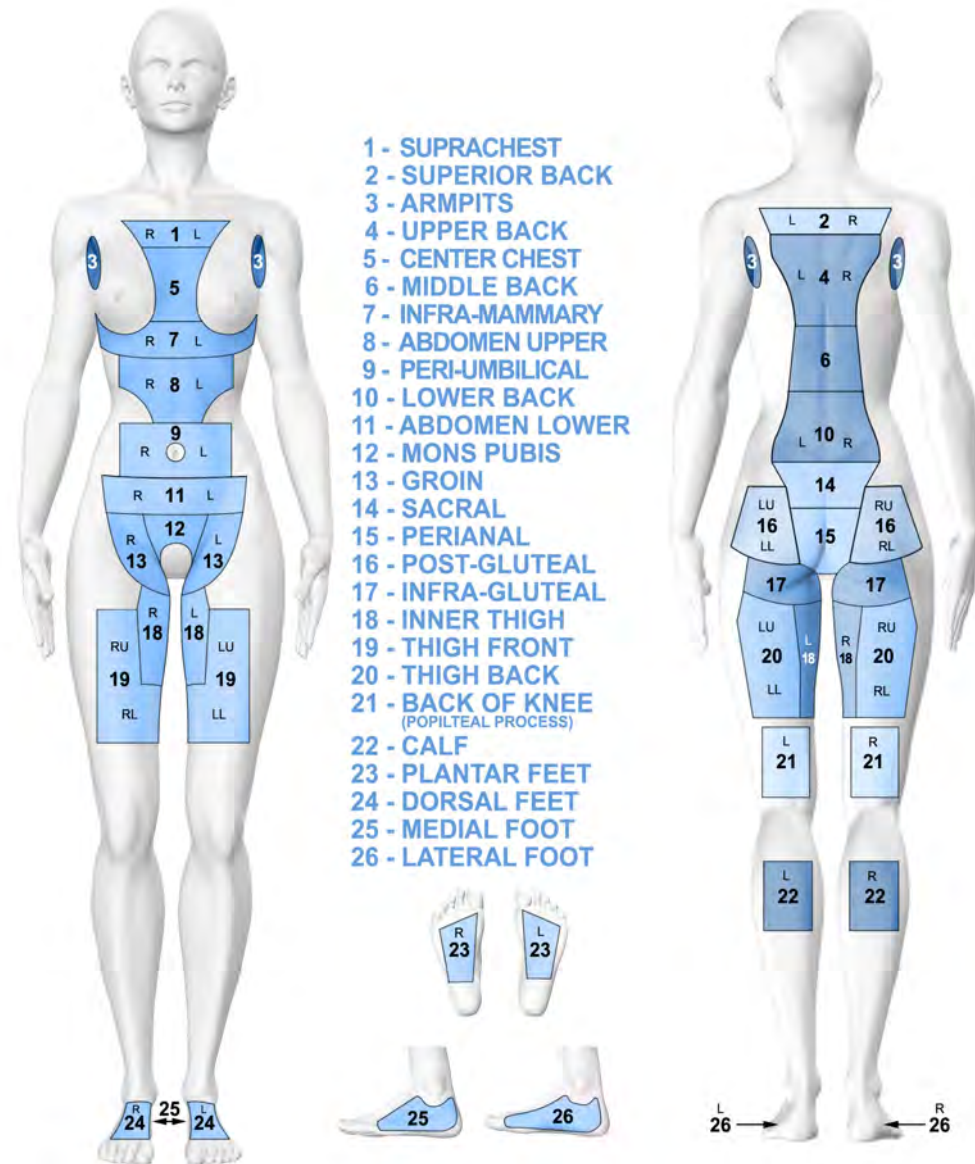 1 - SUPRACHEST
2 - SUPERIOR BACK
3 - ARMPITS
4 - UPPER BACK
5 - CENTER CHEST
6 - MIDDLE BACK
7 - INFRA-MAMMARY
8 - ABDOMEN UPPER
9 - PERI-UMBILICAL
10 - LOWER BACK
11 - ABDOMEN LOWER
12 - MONS PUBIS
13 - GROIN
14 - SACRAL
15 - PERIANAL
16 - POST-GLUTEAL
17 - INFRA-GLUTEAL
18 - INNER THIGH
19 - THIGH FRONT
20 - THIGH BACK
21 - BACK OF KNEE
(POPILTEAL PROCESS)
22 - CALF
23 - PLANTAR FEET
24 - DORSAL FEET
25 - MEDIAL FOOT
26 - LATERAL FOOT
R 1 L
3 3
5
R 7 L
R 8 L
9
R L
R 11 L
12
R L
13 13
R L
18 18
RU LU
19 19
RL LL
25
R L
24 24
R L
23 23
25 26
L 2 R
3 3
L 4 R
6
L 10 R
14
LU RU
16 15 16
LL RL
17 17
LU RU
20 L 18 R 18 20
LL RL
L R
21 21
L R
22 22
L R
26 26